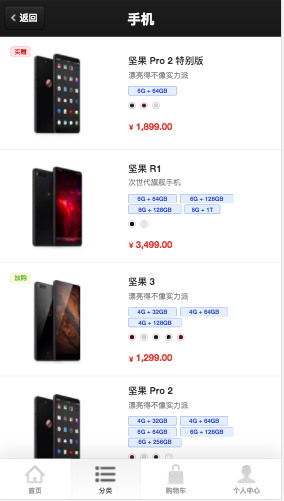 返回
手机
买赠
坚果 Pro 2 特别版
漂亮得不像实力派
6G + 64GB
¥ 1,899.00
坚果 R1
次世代旗舰手机
6G + 64GB 6G + 128GB
8G + 128GB 8G + 1T
¥ 3,499.00
加购
坚果 3
漂亮得不像实力派
4G + 32GB 4G + 64GB
4G + 128GB
¥ 1,299.00
坚果 Pro 2
漂亮得不像实力派
4G + 32GB 4G + 64GB
6G + 64GB 6G + 128GB
6G + 256GB
首页 分类 购物车 个人中心